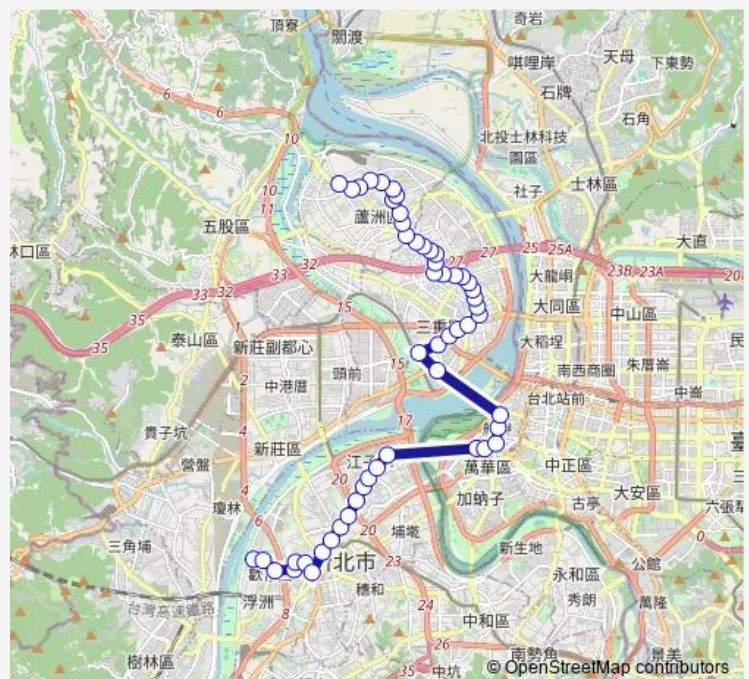 頂寮
關渡
奇岩
唭哩岸
天母
下東勢
石牌
石角
北投士林科技
園區
社子
士林區
五股區
蘆洲
林口區
大直
大龍峒
大同區
中山區
泰山區
三重
大稻埕
新莊副都心
頭前
南西商圈
朱厝崙
中港厝
台北站前
中崙
貴子坑
新莊區
江子
萬華區
中正區
營盤
大安區
瓊林
加蚋子
古亭
六張犁
三角埔
北市
埔墘
新生地
公館
浮洲
穗和
永和區
秀朗
萬隆
台灣高速鐵路
中和區
樹林區
南勢角
景美
中坑
6
6
10
10
11
33
32
33
32
27
27
25
25A
23B
23A
20
35
35
1
15
15
2
17
4
4
20
6
20
23
8
24
26
35
0
© OpenStreetMap contributors